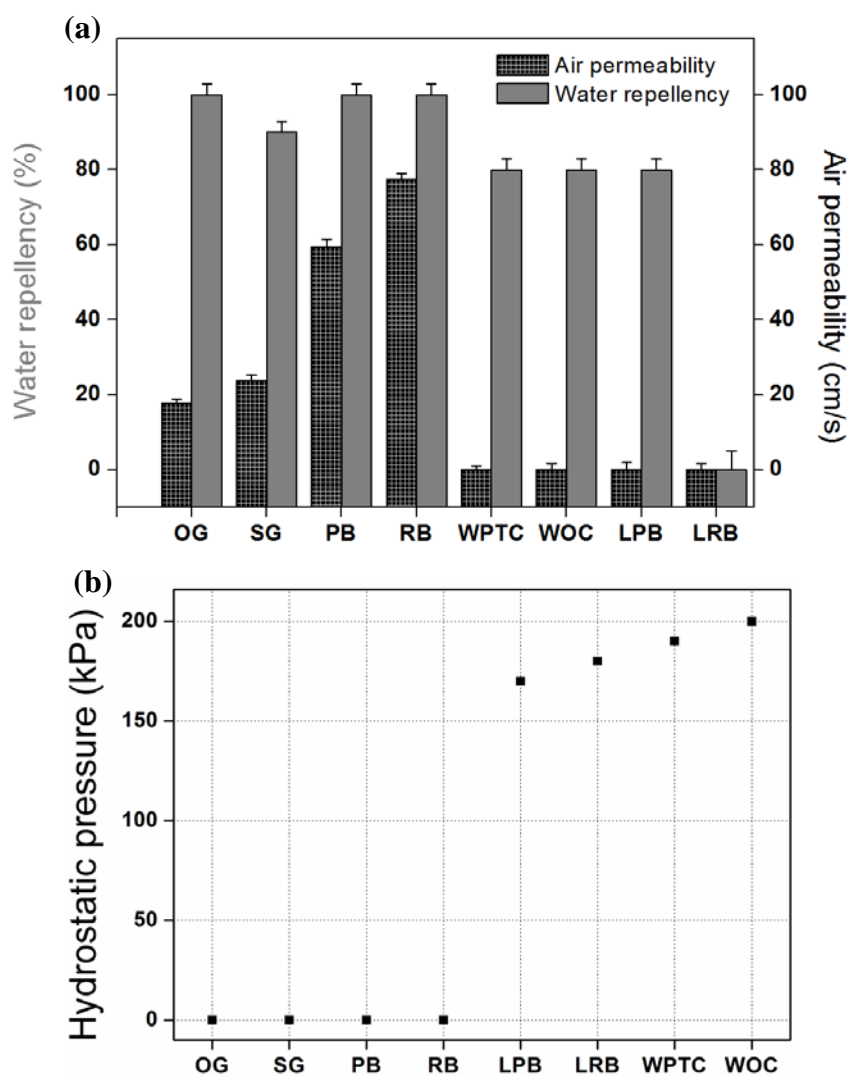 (a)
Air permeability
Water repellency
Water repellency (%)
100
80
60
40
20
0
100
80
60
40
20
0
Air permeability (cm/s)
OG SG PB RB WPTC WOC LPB LRB
(b)
Hydrostatic pressure (kPa)
200
150
100
50
0
OG SG PB RB LPB LRB WPTC WOC